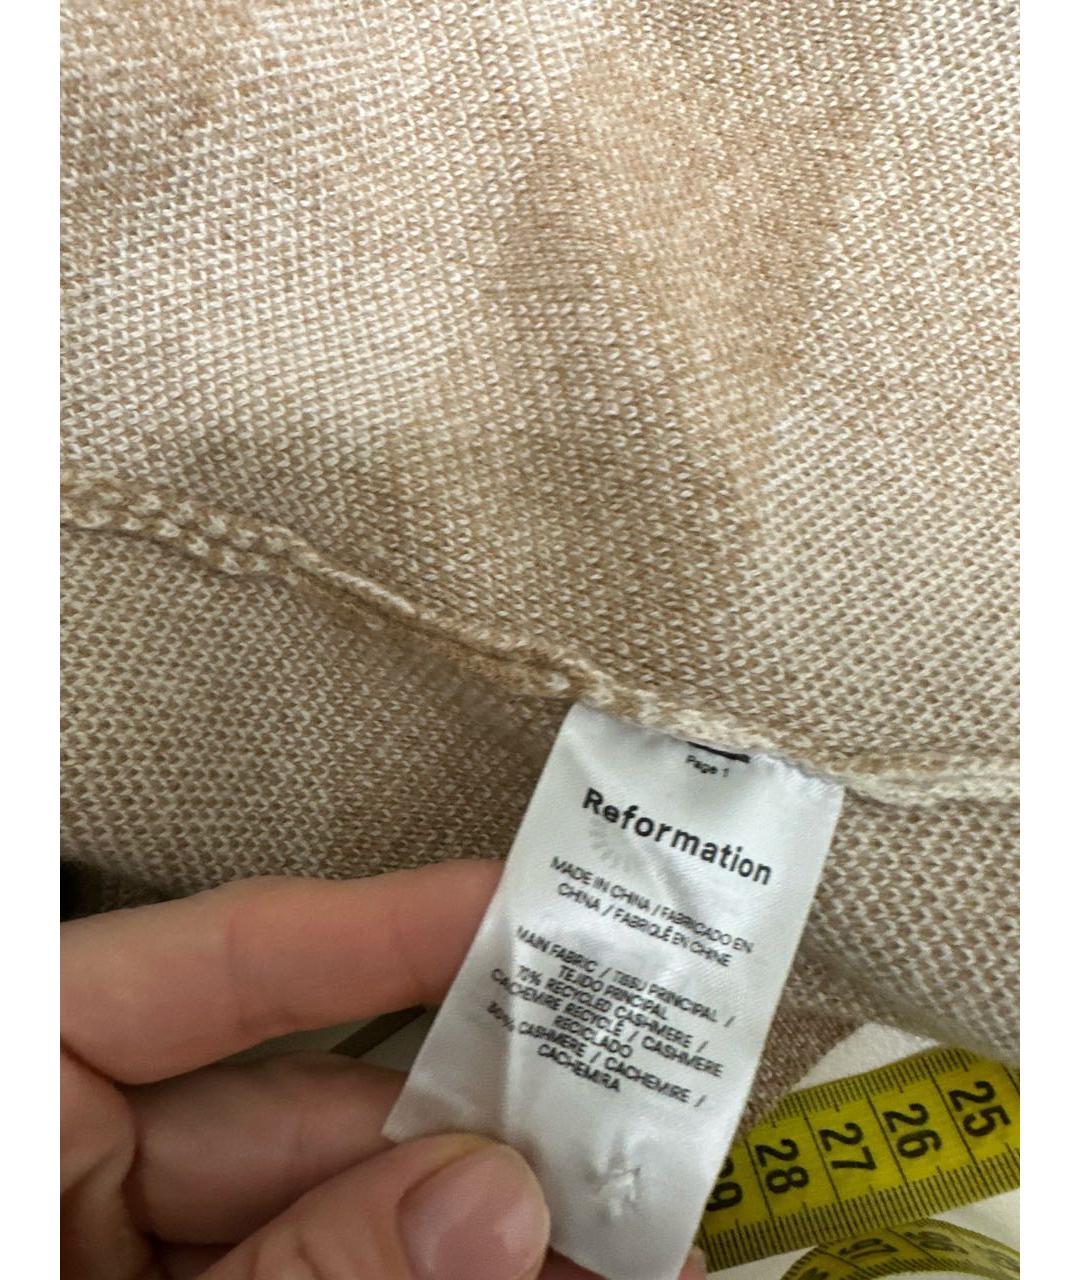 Page 1
Reformation
MADE IN CHINA / FABRICADO EN
CHINA / FABRIQUÉ EN CHINE
MAIN FABRIC / TISSU PRINCIPAL /
TEJIDO PRINCIPAL
70% RECYCLED CASHMERE /
CACHEMIRE RECYCLÉ / CASHMERE
RECICLADO
CASHMERE / CACHEMIRE /
CACHEMIRA
25
26
27
28